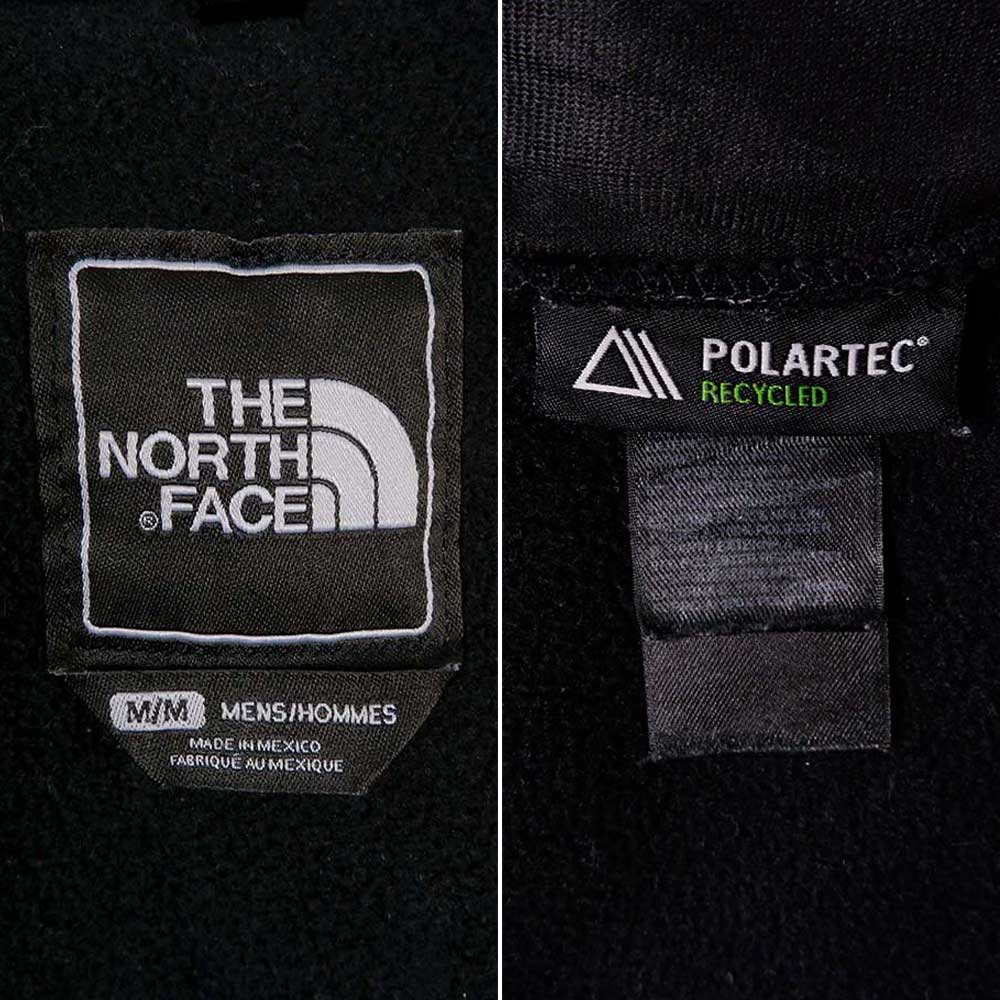 THE
NORTH
® FACE
M/M MENS/HOMMES
MADE IN MEXICO
FABRIQUÉ AU MEXIQUE
POLARTEC®
RECYCLED